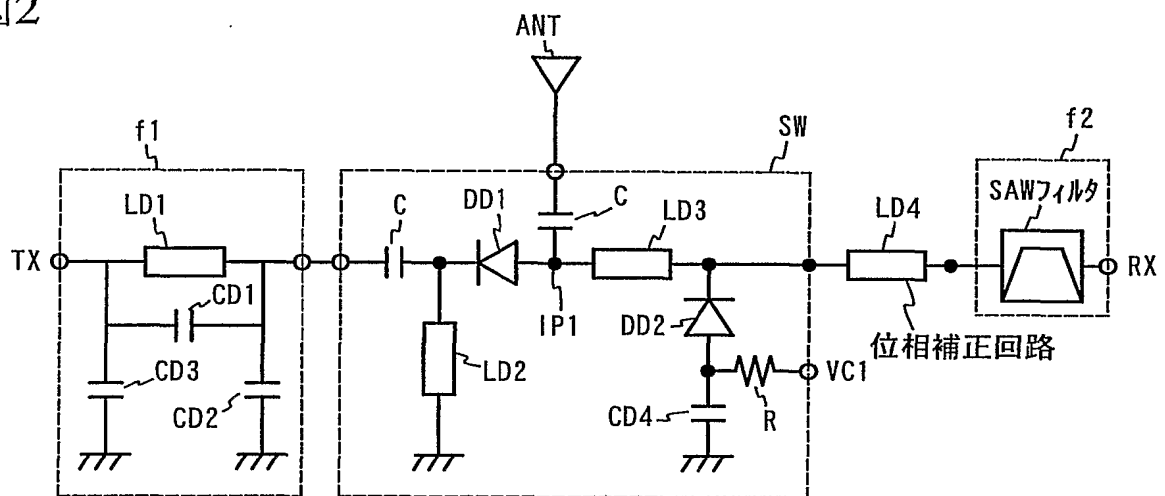 図2
ANT
f1
SW
f2
LD1
C
DD1
C
LD3
LD4
SAWフィルタ
TX
RX
CD1
IP1
DD2
位相補正回路
CD3
LD2
VC1
CD2
CD4
R